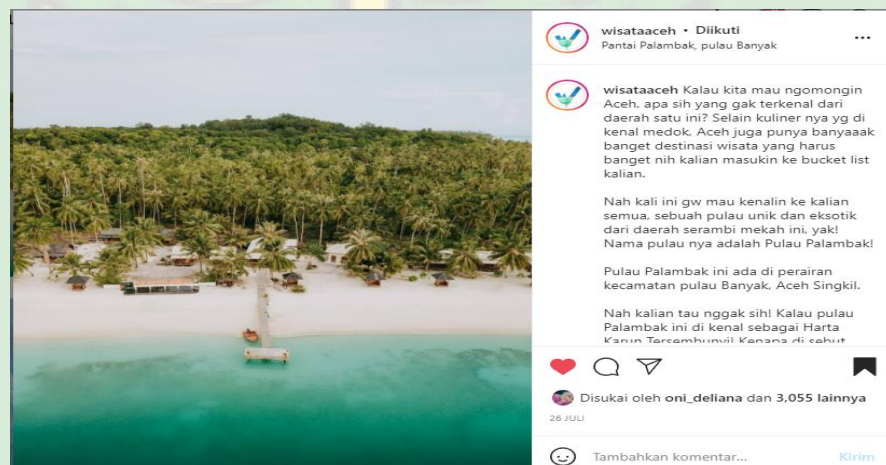 wisataaceh • Diikuti
Pantai Palambak, pulau Banyak
wisataaceh Kalau kita mau ngomongin
Aceh, apa sih yang gak terkenal dari
daerah satu ini? Selain kuliner nya yg di
kenal medok, Aceh juga punya banyaaak
banget destinasi wisata yang harus
banget nih kalian masukin ke bucket list
kalian.
Nah kali ini gw mau kenalin ke kalian
semua, sebuah pulau unik dan eksotik
dari daerah serambi mekah ini, yak!
Nama pulau nya adalah Pulau Palambak!
Pulau Palambak ini ada di perairan
kecamatan pulau Banyak, Aceh Singkil.
Nah kalian tau nggak sih! Kalau pulau
Palambak ini di kenal sebagai Harta
Karun Tersembunyi! Kenapa di sebut
Disukai oleh oni_deliana dan 3,055 lainnya
26 JULI
Tambahkan komentar...
Kirim